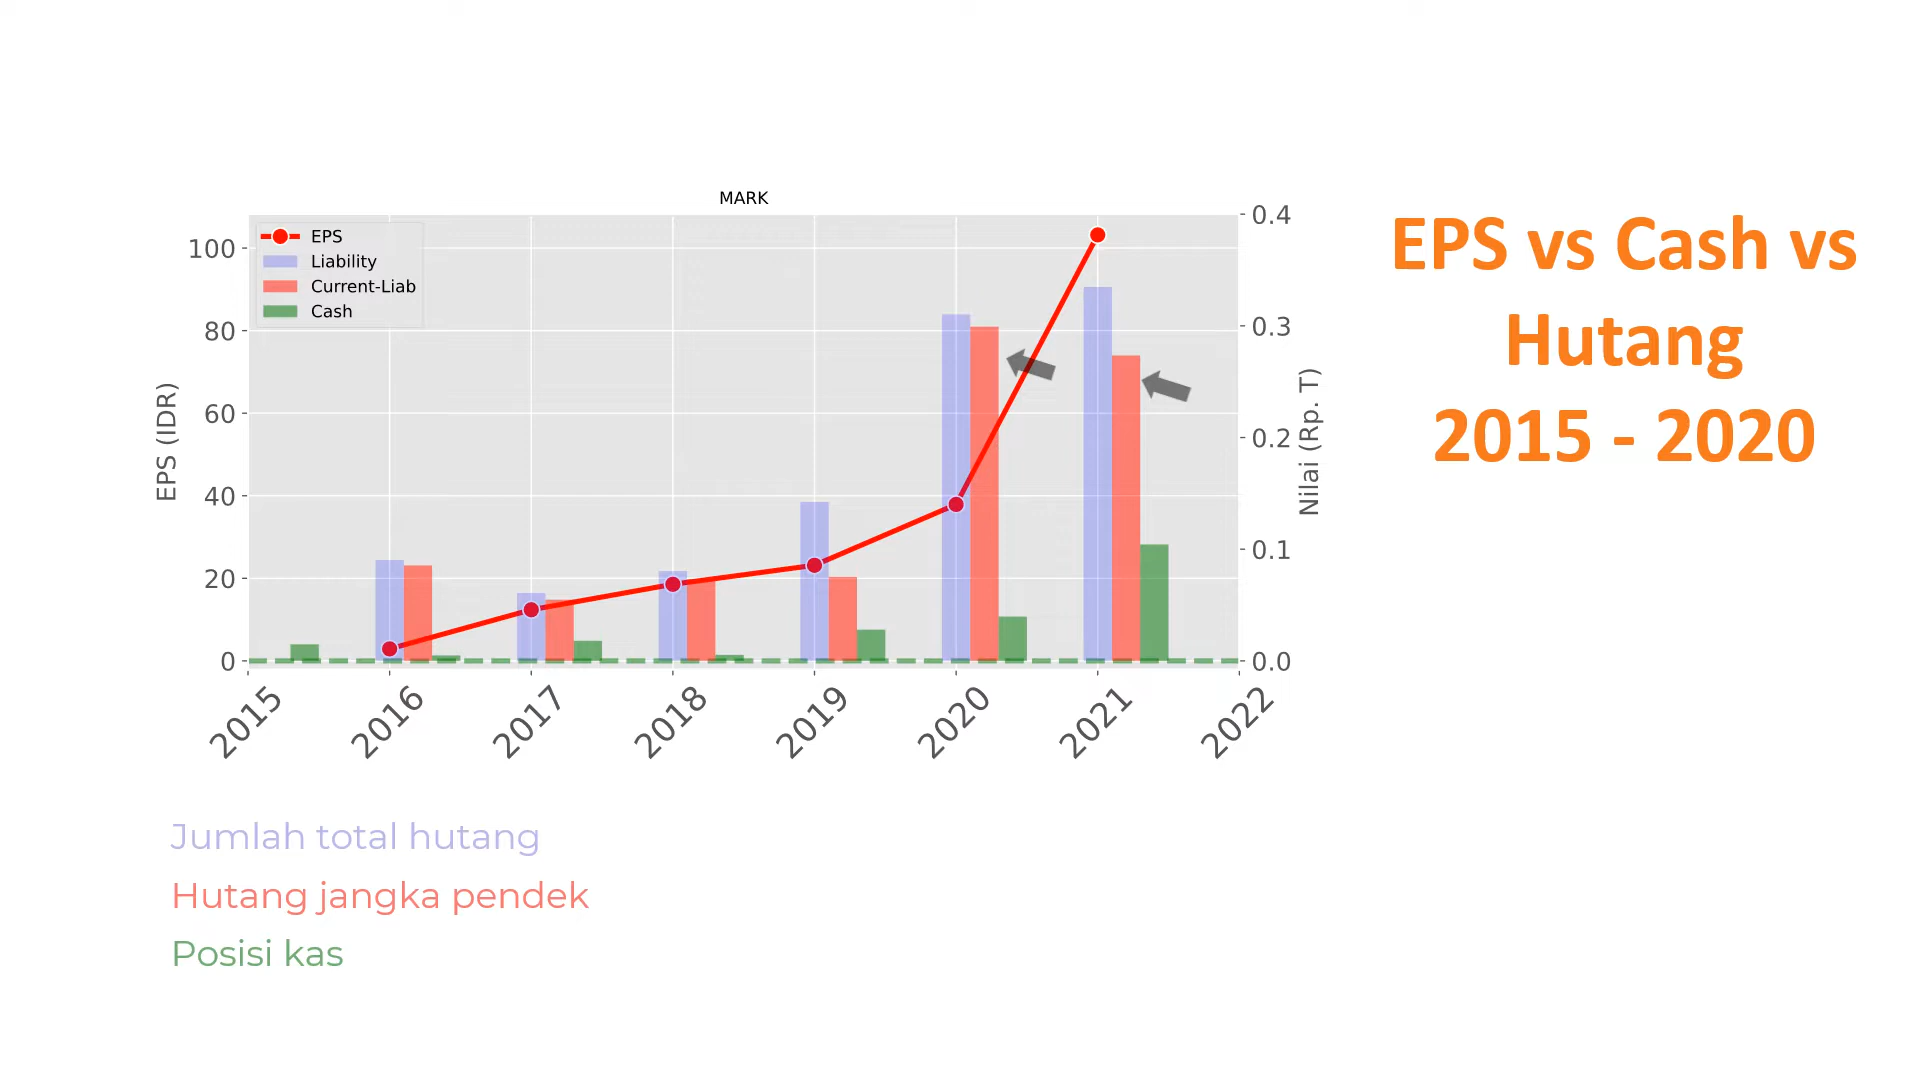 MARK
EPS
Liability
Current-Liab
Cash
100
80
60
40
20
0
EPS (IDR)
0.4
0.3
0.2
0.1
0.0
Nilai (Rp. T)
2015
2016
2017
2018
2019
2020
2021
2022
EPS vs Cash vs
Hutang
2015 - 2020
Jumlah total hutang
Hutang jangka pendek
Posisi kas